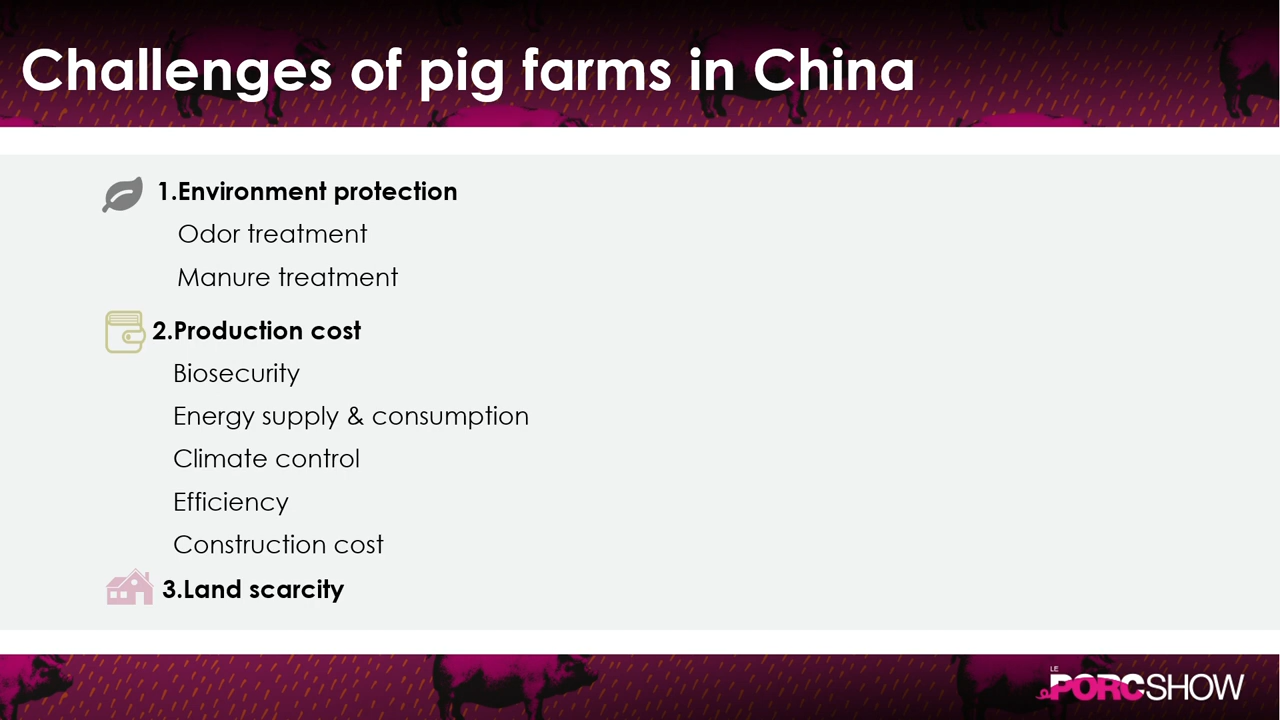 Challenges of pig farms in China
1.Environment protection
Odor treatment
Manure treatment
2.Production cost
Biosecurity
Energy supply & consumption
Climate control
Efficiency
Construction cost
3.Land scarcity
LE
PORCSHOW